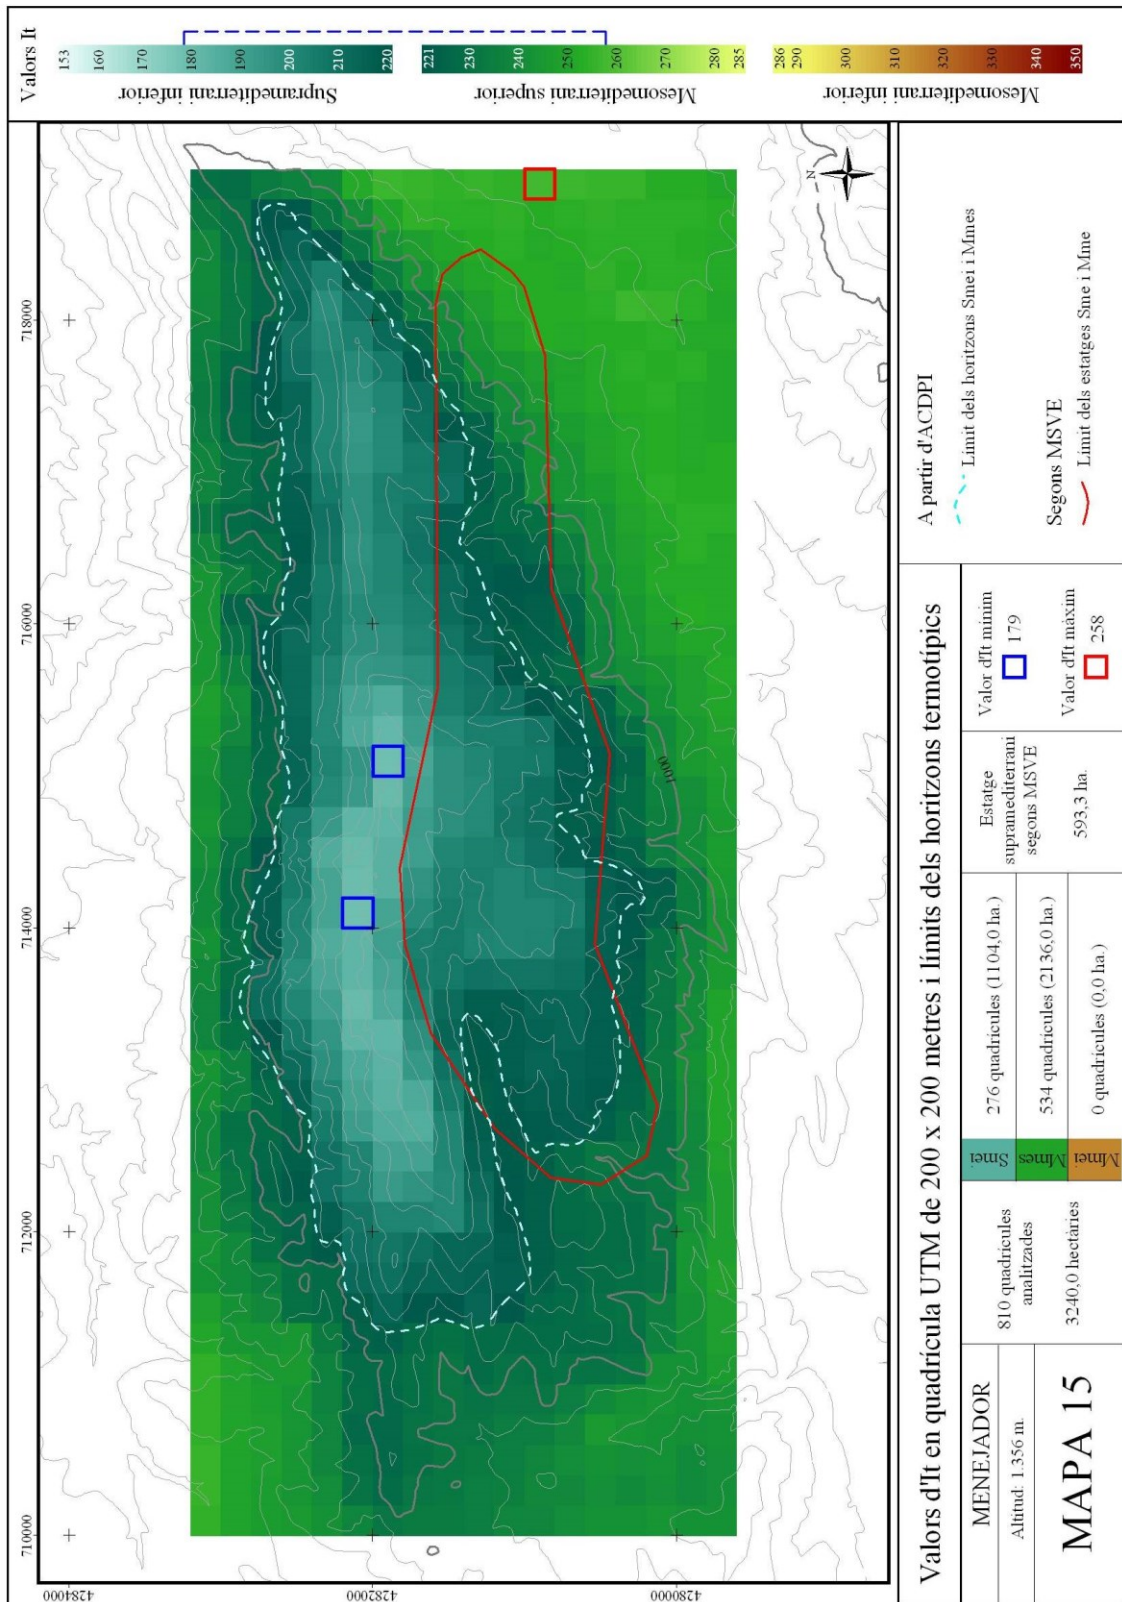 Valors It
153
160
170
180
190
200
210
220
221
230
240
250
260
270
280
285
286
290
300
310
320
330
340
350
Supramediterrani inferior
Mesomediterrani superior
Mesomediterrani inferior
710000
712000
714000
716000
718000
4284000
4282000
4280000
1000
N
Valors d'It en quadrícula UTM de 200 x 200 metres i límits dels horitzons termotípics
MENEJADOR
Altitud: 1.356 m.
MAPA 15
810 quadrícules
analitzades
3240,0 hectàries
Smei
276 quadrícules (1104,0 ha.)
Mmes
534 quadrícules (2136,0 ha.)
Mmei
0 quadrícules (0,0 ha.)
Estatge
supramediterrani
segons MSVE
593,3 ha.
Valor d'It mínim
179
Valor d'It màxim
258
A partir d'ACDPI
Límit dels horitzons Smei i Mmes
Segons MSVE
Límit dels estatges Sme i Mme